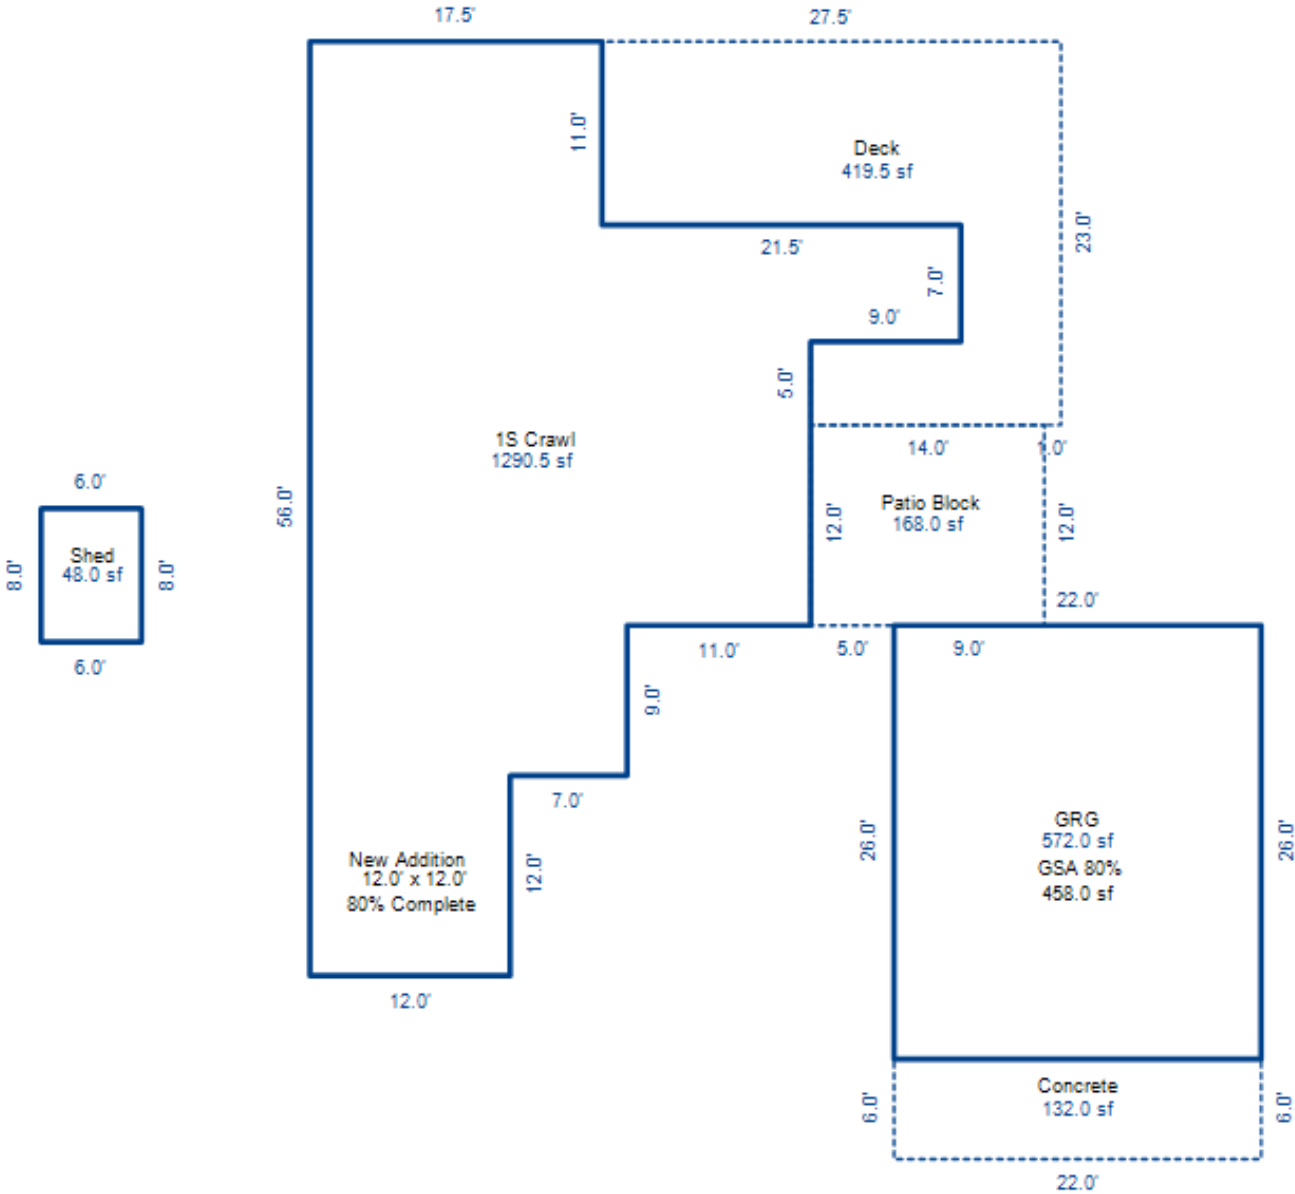 17.5'
27.5'
11.0'
Deck
419.5 sf
23.0'
21.5'
7.0'
9.0'
5.0'
1S Crawl
1290.5 sf
14.0'
1.0'
56.0'
6.0'
Shed
48.0 sf
8.0'
8.0'
6.0'
Patio Block
168.0 sf
12.0'
12.0'
22.0'
11.0'
5.0'
9.0'
9.0'
7.0'
New Addition
12.0' x 12.0'
80% Complete
12.0'
12.0'
26.0'
GRG
572.0 sf
GSA 80%
458.0 sf
26.0'
Concrete
132.0 sf
6.0'
6.0'
22.0'